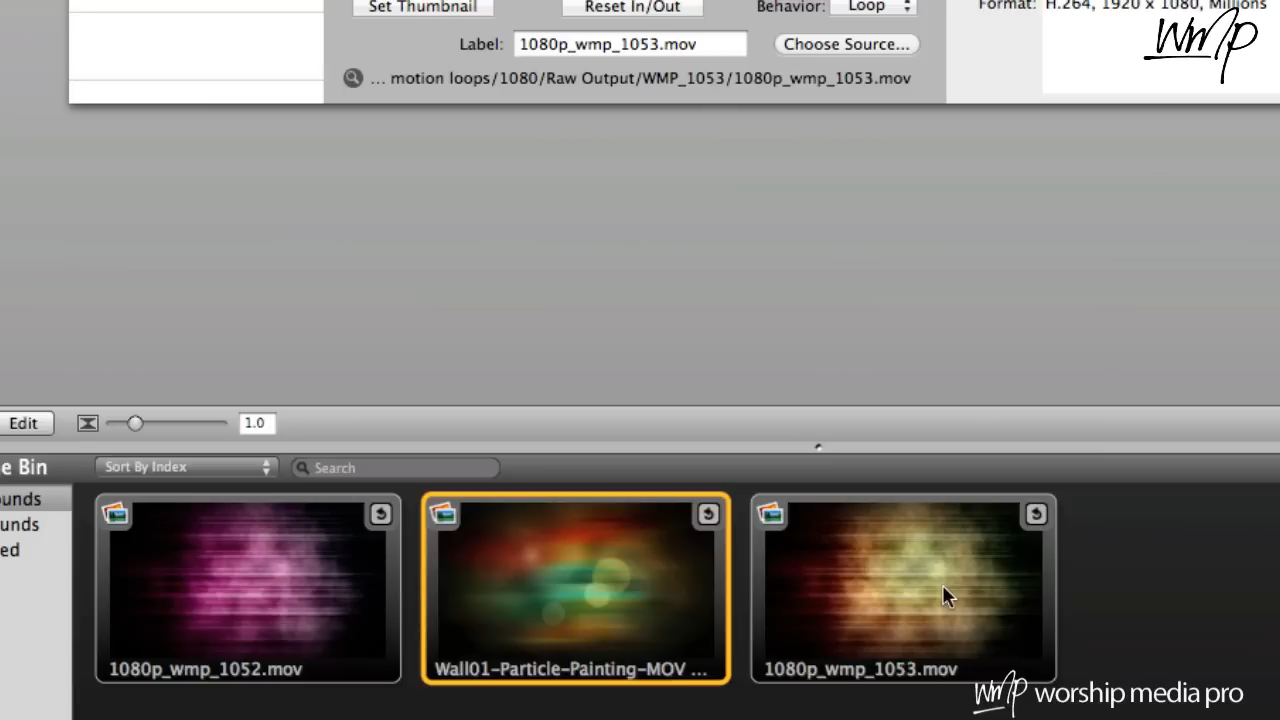 Set Thumbnail
Reset In/Out
Behavior:
Loop
Format: H.264, 1920 x 1080, Millions
wmp
Label:
1080p_wmp_1053.mov
Choose Source...
... motion loops/1080/Raw Output/WMP_1053/1080p_wmp_1053.mov
Edit
1.0
e Bin
Sort By Index
Search
ounds
unds
ed
1080p_wmp_1052.mov
Wall01-Particle-Painting-MOV ...
1080p_wmp_1053.mov
wmp worship media pro